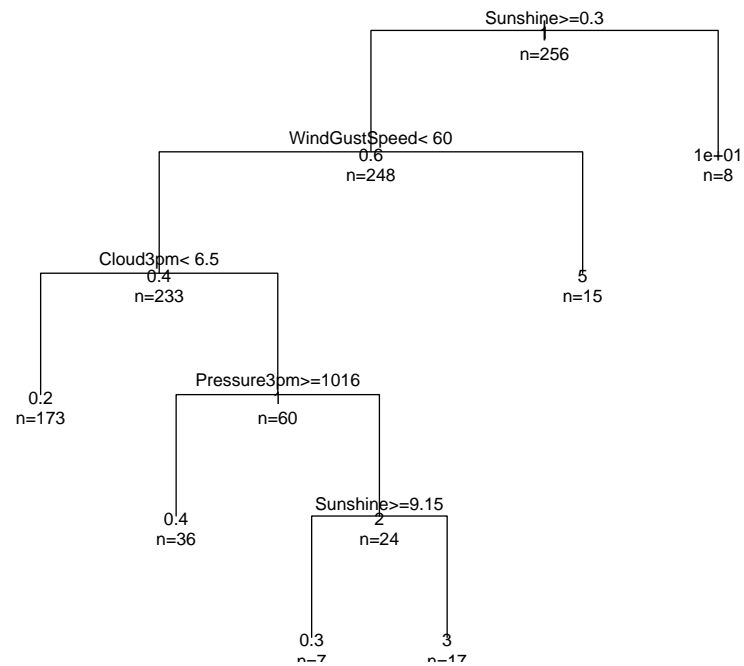 Sunshine>=0.3
1
n=256
WindGustSpeed< 60
0.6
n=248
1e+01
n=8
Cloud3pm< 6.5
0.4
n=233
5
n=15
Pressure3pm>=1016
0.2
n=173
1
n=60
Sunshine>=9.15
0.4
n=36
2
n=24
0.3
n=7
3
n=17